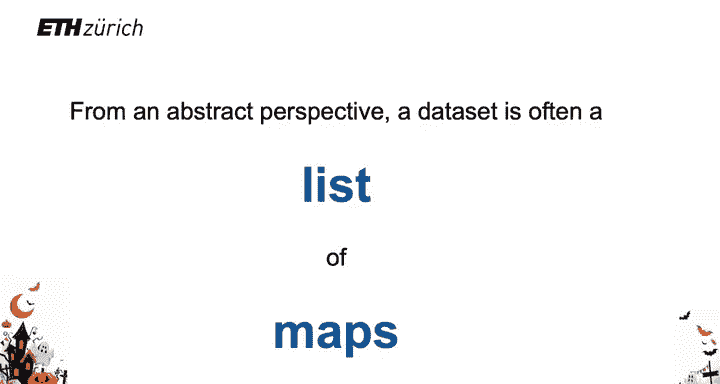 ETH zürich
From an abstract perspective, a dataset is often a
list
of
maps